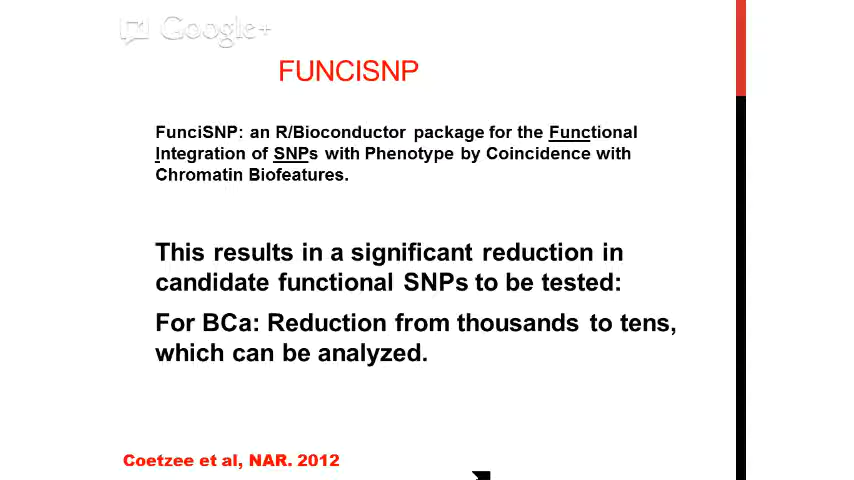 Google+
FUNCISNP
FunciSNP: an R/Bioconductor package for the Functional
Integration of SNPs with Phenotype by Coincidence with
Chromatin Biofeatures.
This results in a significant reduction in
candidate functional SNPs to be tested:
For BCa: Reduction from thousands to tens,
which can be analyzed.
Coetzee et al, NAR. 2012